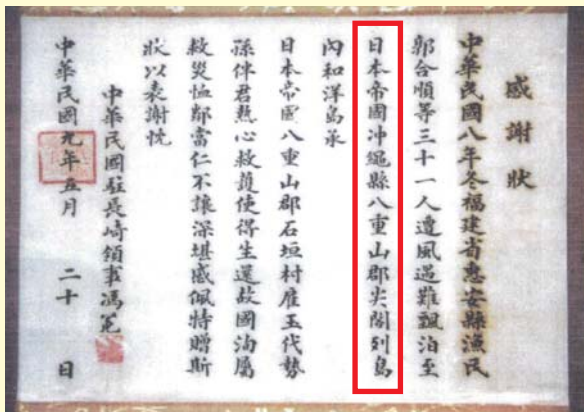 感謝狀
中華民國八年冬福建省惠安縣漁民
郭合順等三十一人遭風遇難飄泊至
日本帝國冲繩縣八重山郡尖閣列島
內和洋島承
日本帝國八重山郡石垣村雇玉代勢
孫伴君熱心救護使得生還故國洵屬
救災恤鄰當仁不讓深堪感佩特贈斯
狀以表謝忱
中華民國駐長崎領事馮冕
中華民國九年五月二十日